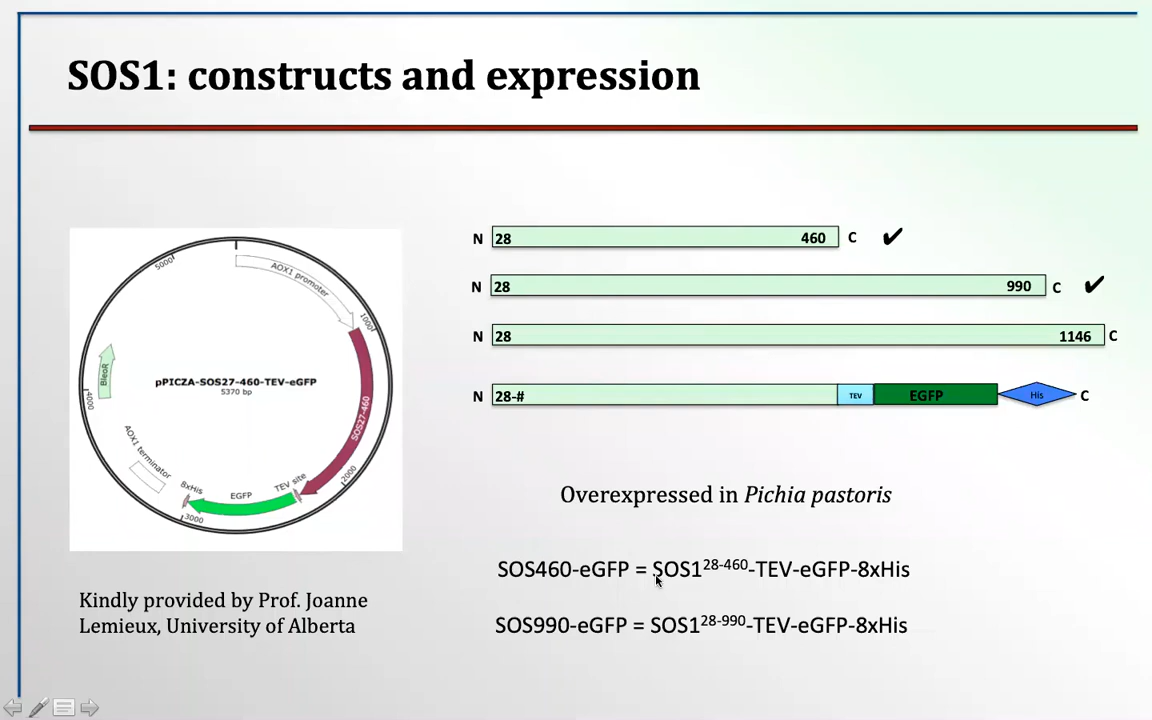 SOS1: constructs and expression
5000
AOX1 promoter
1000
BleoR
pPICZA-SOS27-460-TEV-eGFP
5370 bp
4000
SOS27-460
AOX1 terminator
2000
8xHis
EGFP
TEV site
3000
Kindly provided by Prof. Joanne
Lemieux, University of Alberta
N 28 460 C ✔
N 28 990 C ✔
N 28 1146 C
N 28-# TEV EGFP His C
Overexpressed in Pichia pastoris
SOS460-eGFP = SOS1²⁸⁻⁴⁶⁰-TEV-eGFP-8xHis
SOS990-eGFP = SOS1²⁸⁻⁹⁹⁰-TEV-eGFP-8xHis